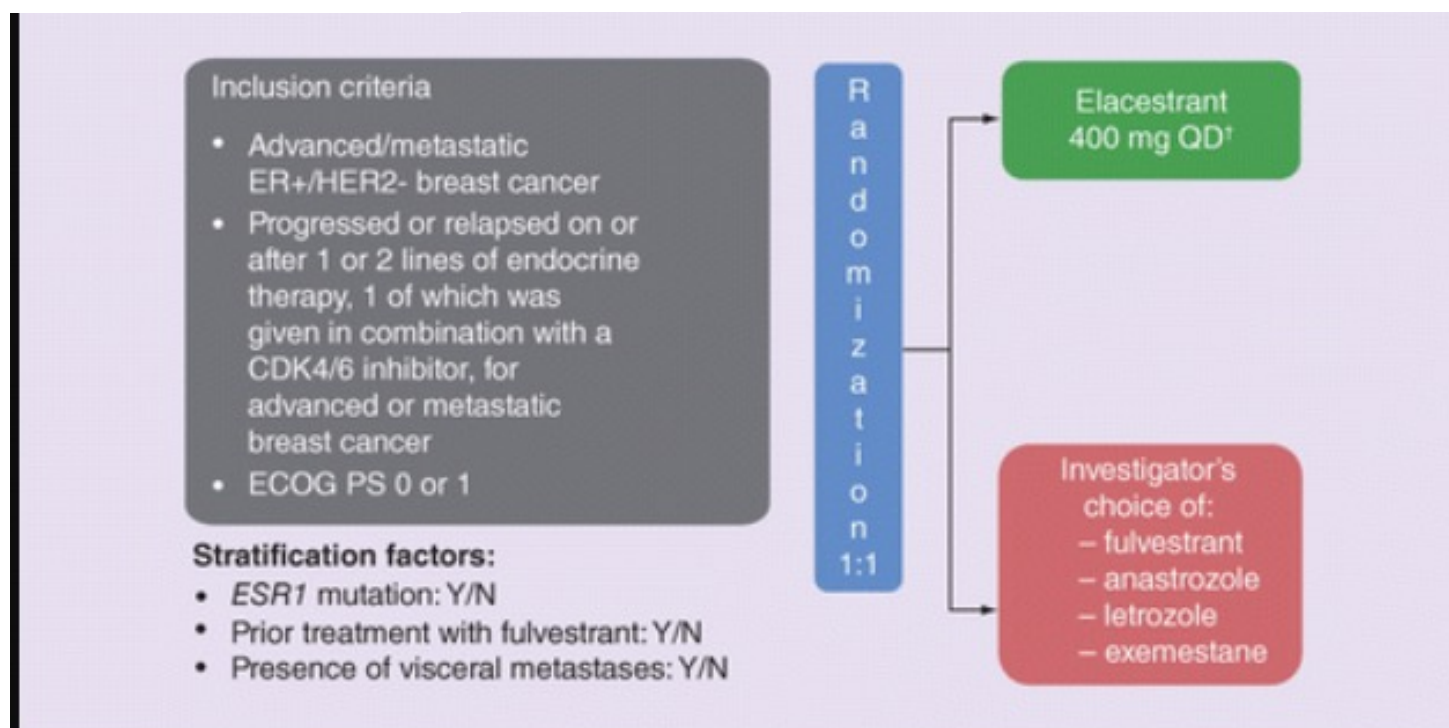 Inclusion criteria
• Advanced/metastatic
ER+/HER2- breast cancer
• Progressed or relapsed on or
after 1 or 2 lines of endocrine
therapy, 1 of which was
given in combination with a
CDK4/6 inhibitor, for
advanced or metastatic
breast cancer
• ECOG PS 0 or 1
Stratification factors:
• ESR1 mutation: Y/N
• Prior treatment with fulvestrant: Y/N
• Presence of visceral metastases: Y/N
Randomization
1:1
Elacestrant
400 mg QD†
Investigator's
choice of:
– fulvestrant
– anastrozole
– letrozole
– exemestane